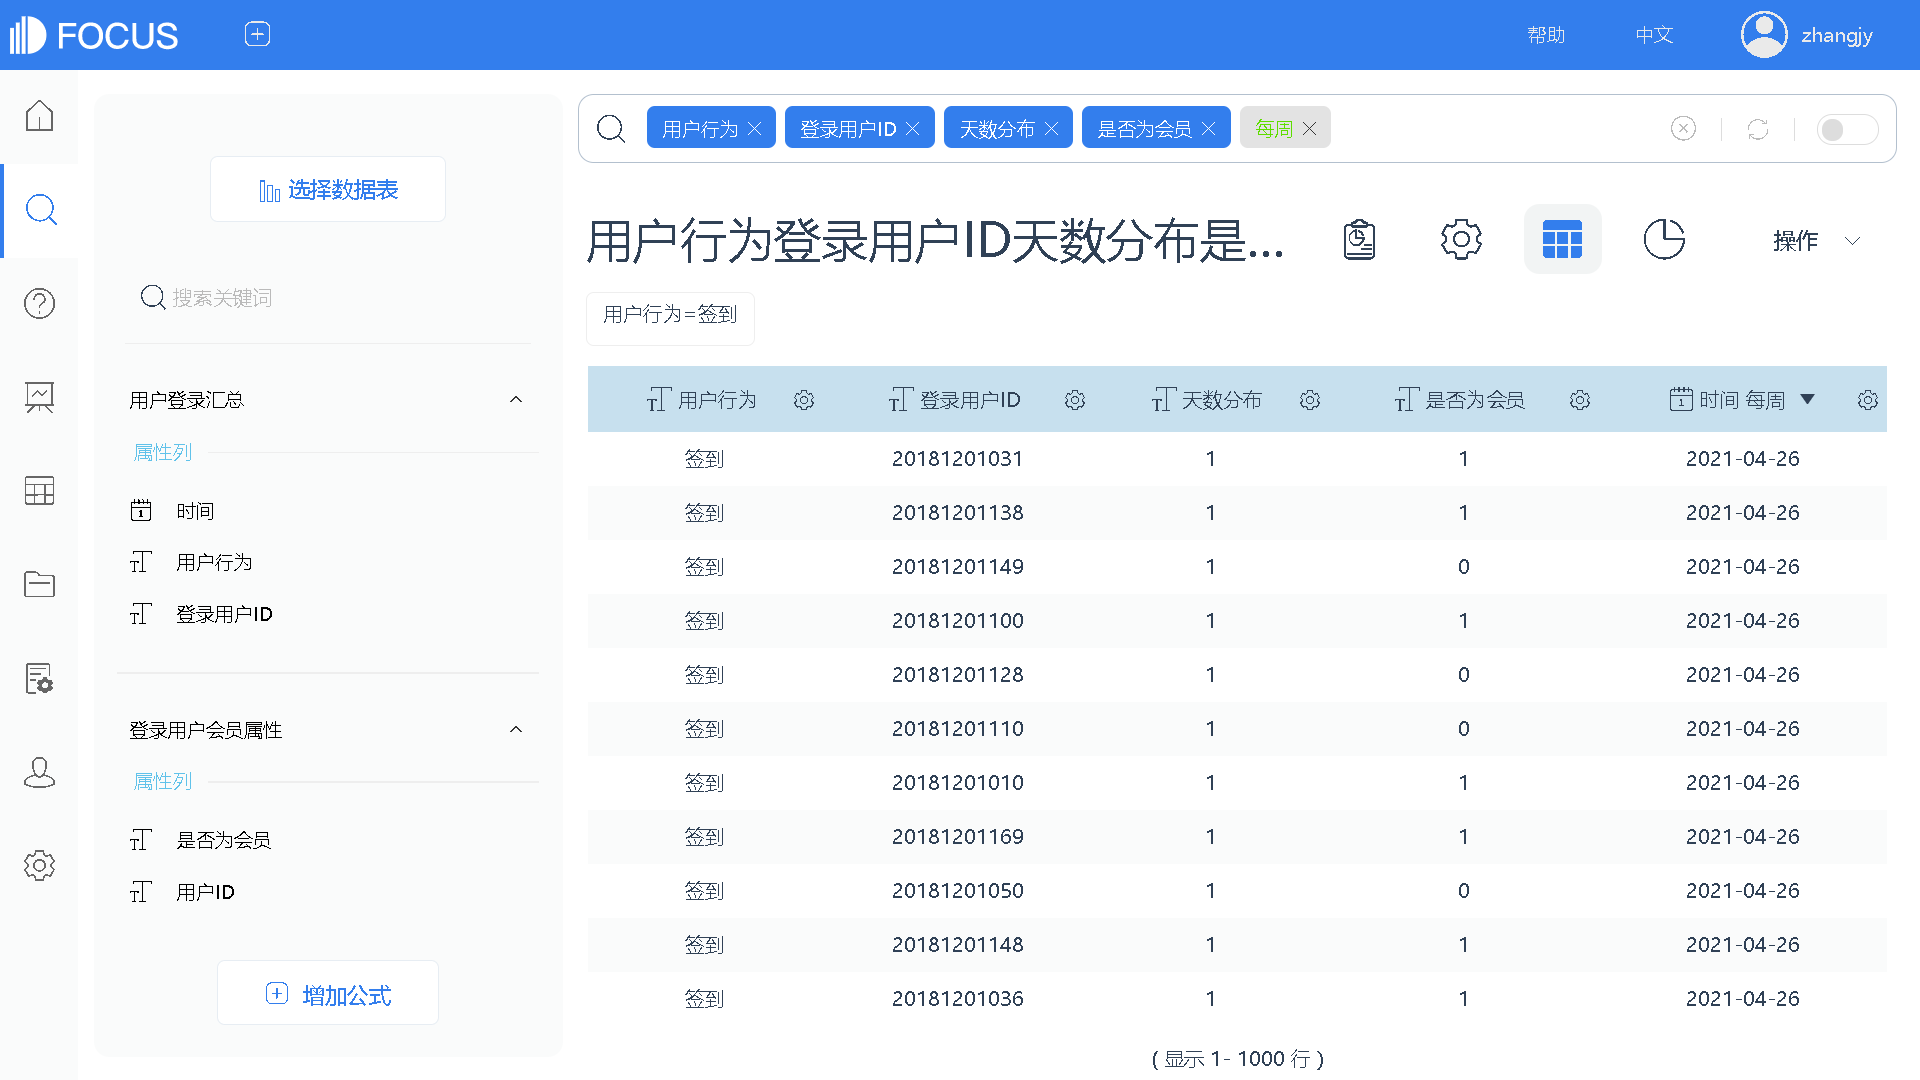 FOCUS
帮助
中文
zhangjy
选择数据表
搜索关键词
用户登录汇总
属性列
时间
用户行为
登录用户ID
登录用户会员属性
属性列
是否为会员
用户ID
增加公式
用户行为 登录用户ID 天数分布 是否为会员 每周
用户行为登录用户ID天数分布是...
操作
用户行为=签到
用户行为 登录用户ID 天数分布 是否为会员 时间 每周
签到 20181201031 1 1 2021-04-26
签到 20181201138 1 1 2021-04-26
签到 20181201149 1 0 2021-04-26
签到 20181201100 1 1 2021-04-26
签到 20181201128 1 0 2021-04-26
签到 20181201110 1 0 2021-04-26
签到 20181201010 1 1 2021-04-26
签到 20181201169 1 1 2021-04-26
签到 20181201050 1 0 2021-04-26
签到 20181201148 1 1 2021-04-26
签到 20181201036 1 1 2021-04-26
( 显示 1- 1000 行 )